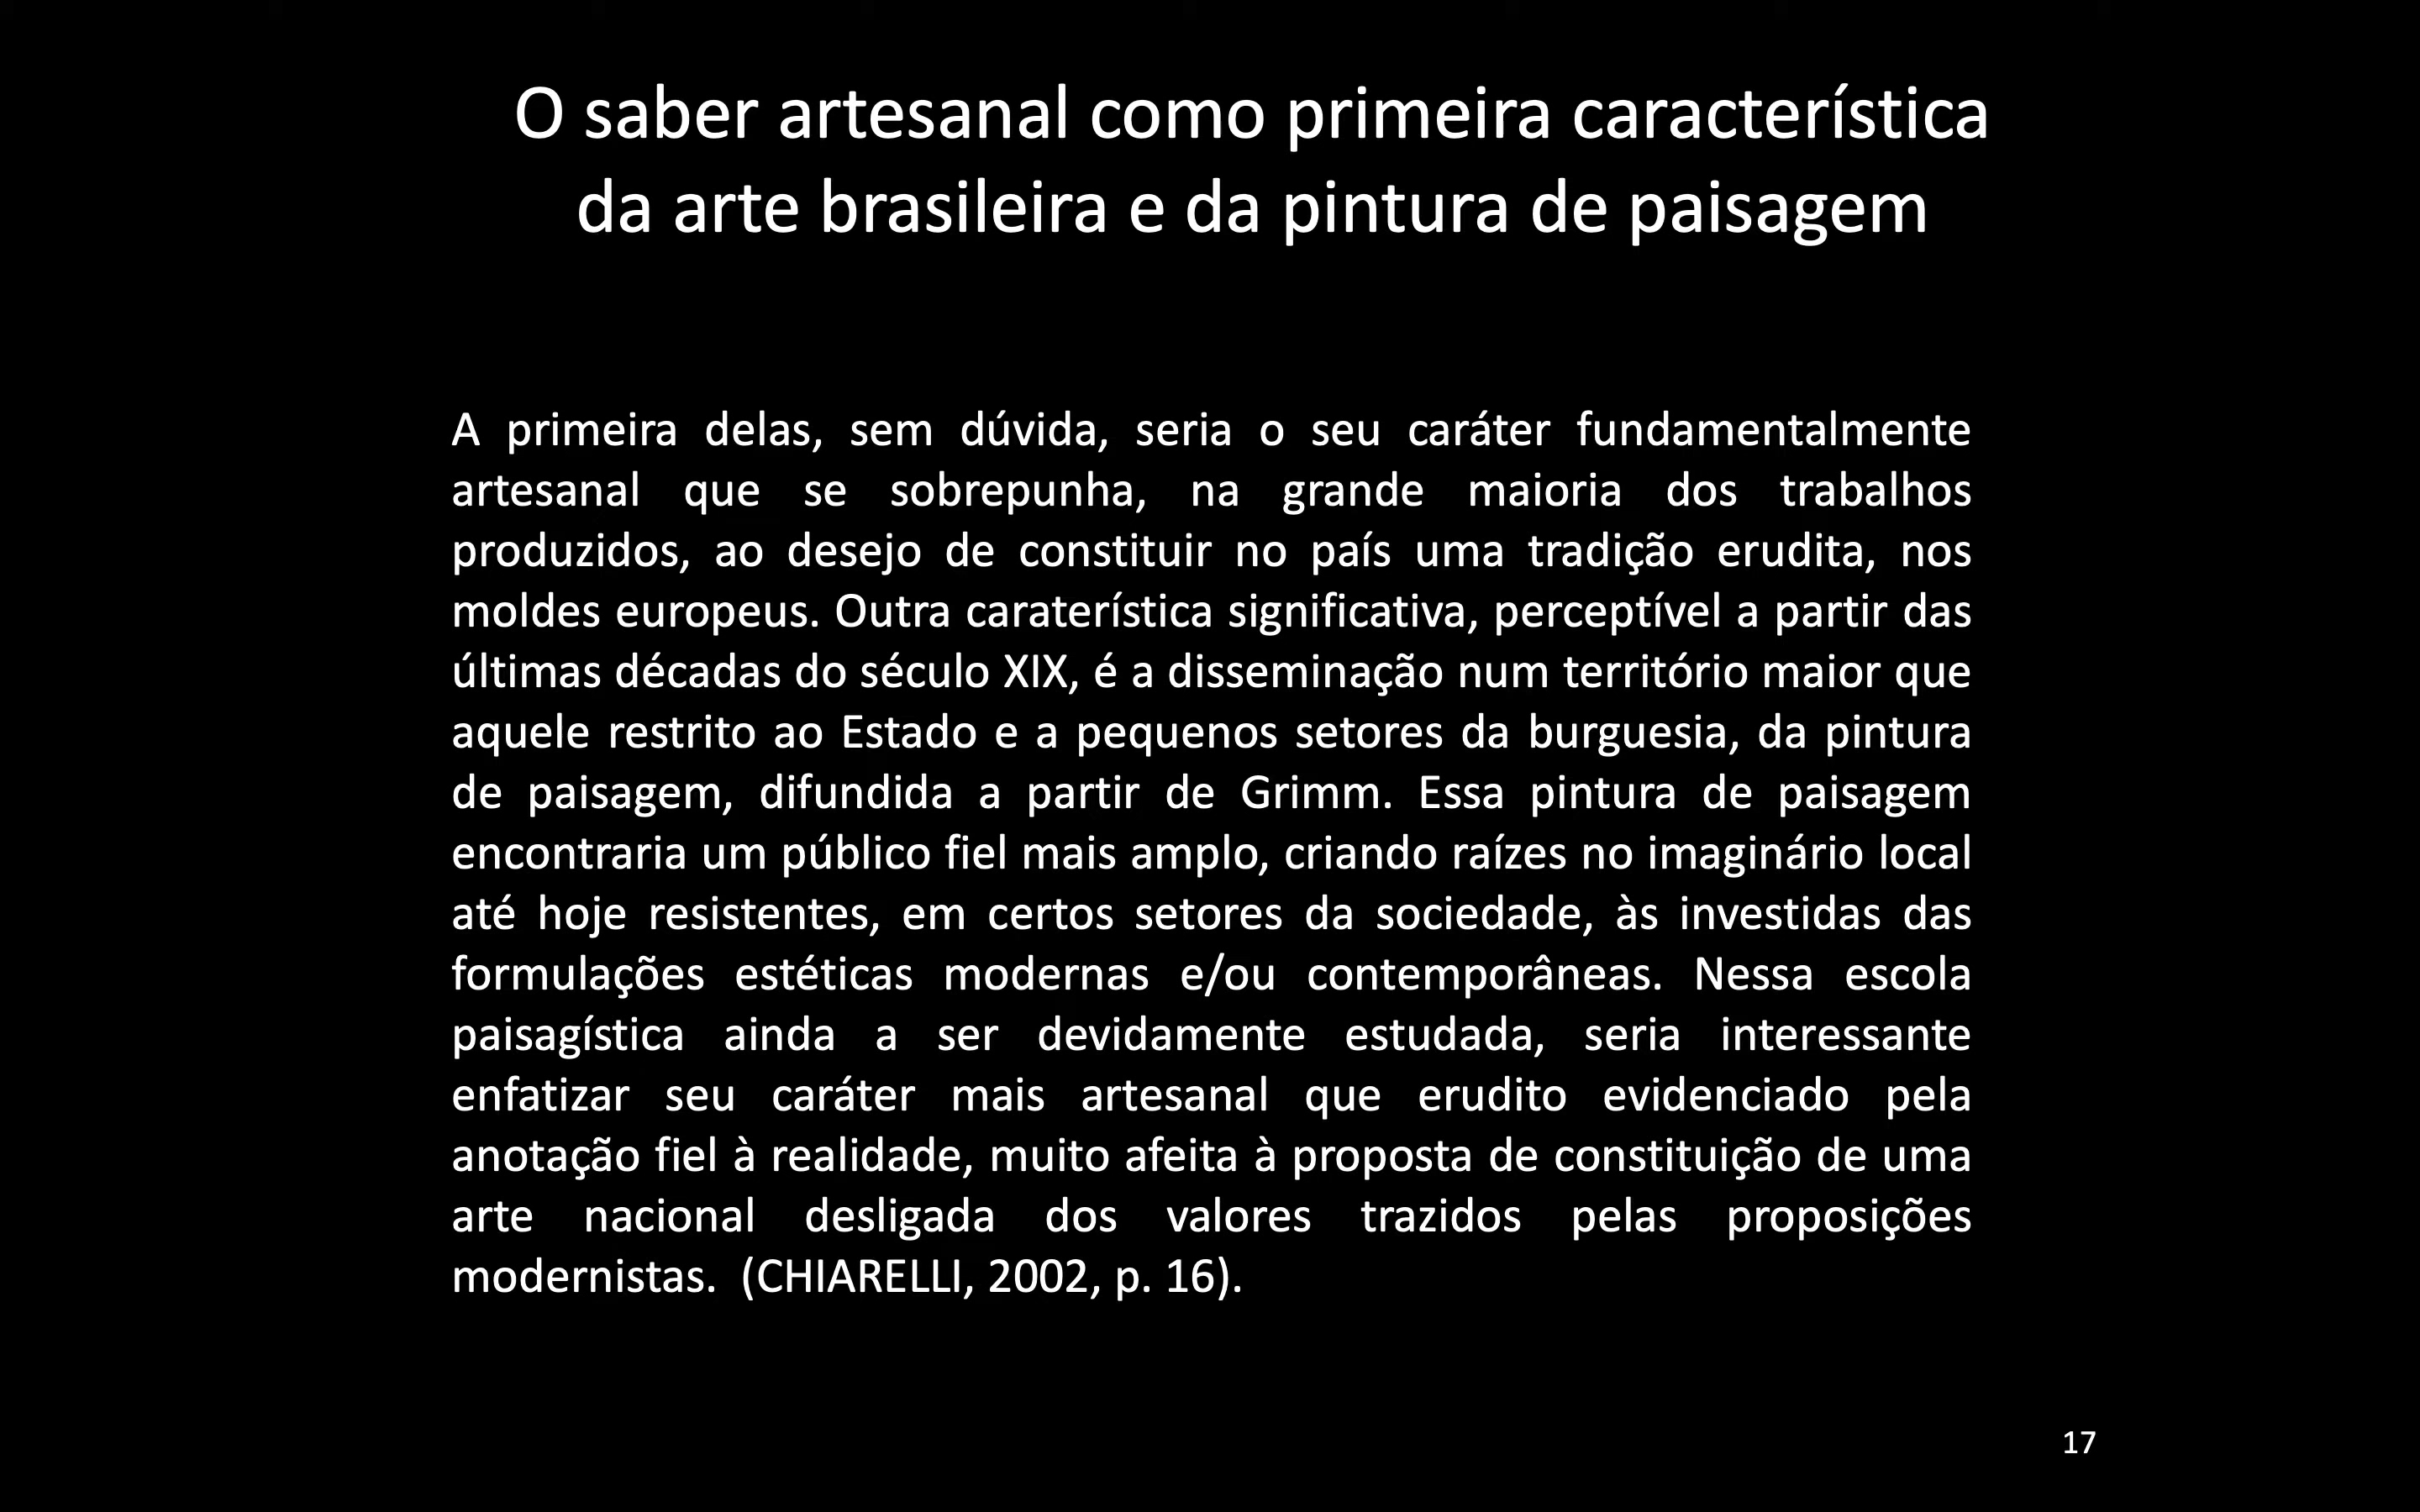 O saber artesanal como primeira característica
da arte brasileira e da pintura de paisagem
A primeira delas, sem dúvida, seria o seu caráter fundamentalmente
artesanal que se sobrepunha, na grande maioria dos trabalhos
produzidos, ao desejo de constituir no país uma tradição erudita, nos
moldes europeus. Outra caraterística significativa, perceptível a partir das
últimas décadas do século XIX, é a disseminação num território maior que
aquele restrito ao Estado e a pequenos setores da burguesia, da pintura
de paisagem, difundida a partir de Grimm. Essa pintura de paisagem
encontraria um público fiel mais amplo, criando raízes no imaginário local
até hoje resistentes, em certos setores da sociedade, às investidas das
formulações estéticas modernas e/ou contemporâneas. Nessa escola
paisagística ainda a ser devidamente estudada, seria interessante
enfatizar seu caráter mais artesanal que erudito evidenciado pela
anotação fiel à realidade, muito afeita à proposta de constituição de uma
arte nacional desligada dos valores trazidos pelas proposições
modernistas. (CHIARELLI, 2002, p. 16).
17